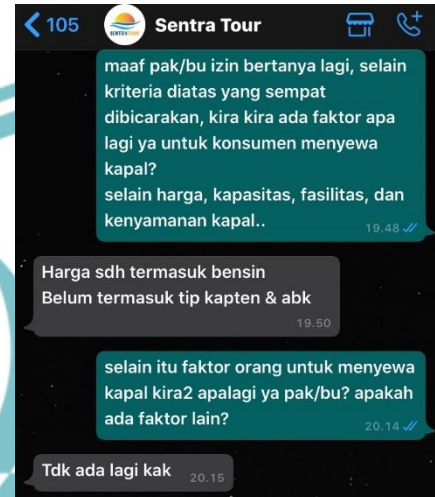 105
Sentra Tour
maaf pak/bu izin bertanya lagi, selain
kriteria diatas yang sempat
dibicarakan, kira kira ada faktor apa
lagi ya untuk konsumen menyewa
kapal?
selain harga, kapasitas, fasilitas, dan
kenyamanan kapal..
19.48
Harga sdh termasuk bensin
Belum termasuk tip kapten & abk
19.50
selain itu faktor orang untuk menyewa
kapal kira2 apalagi ya pak/bu? apakah
ada faktor lain?
20.14
Tdk ada lagi kak
20.15